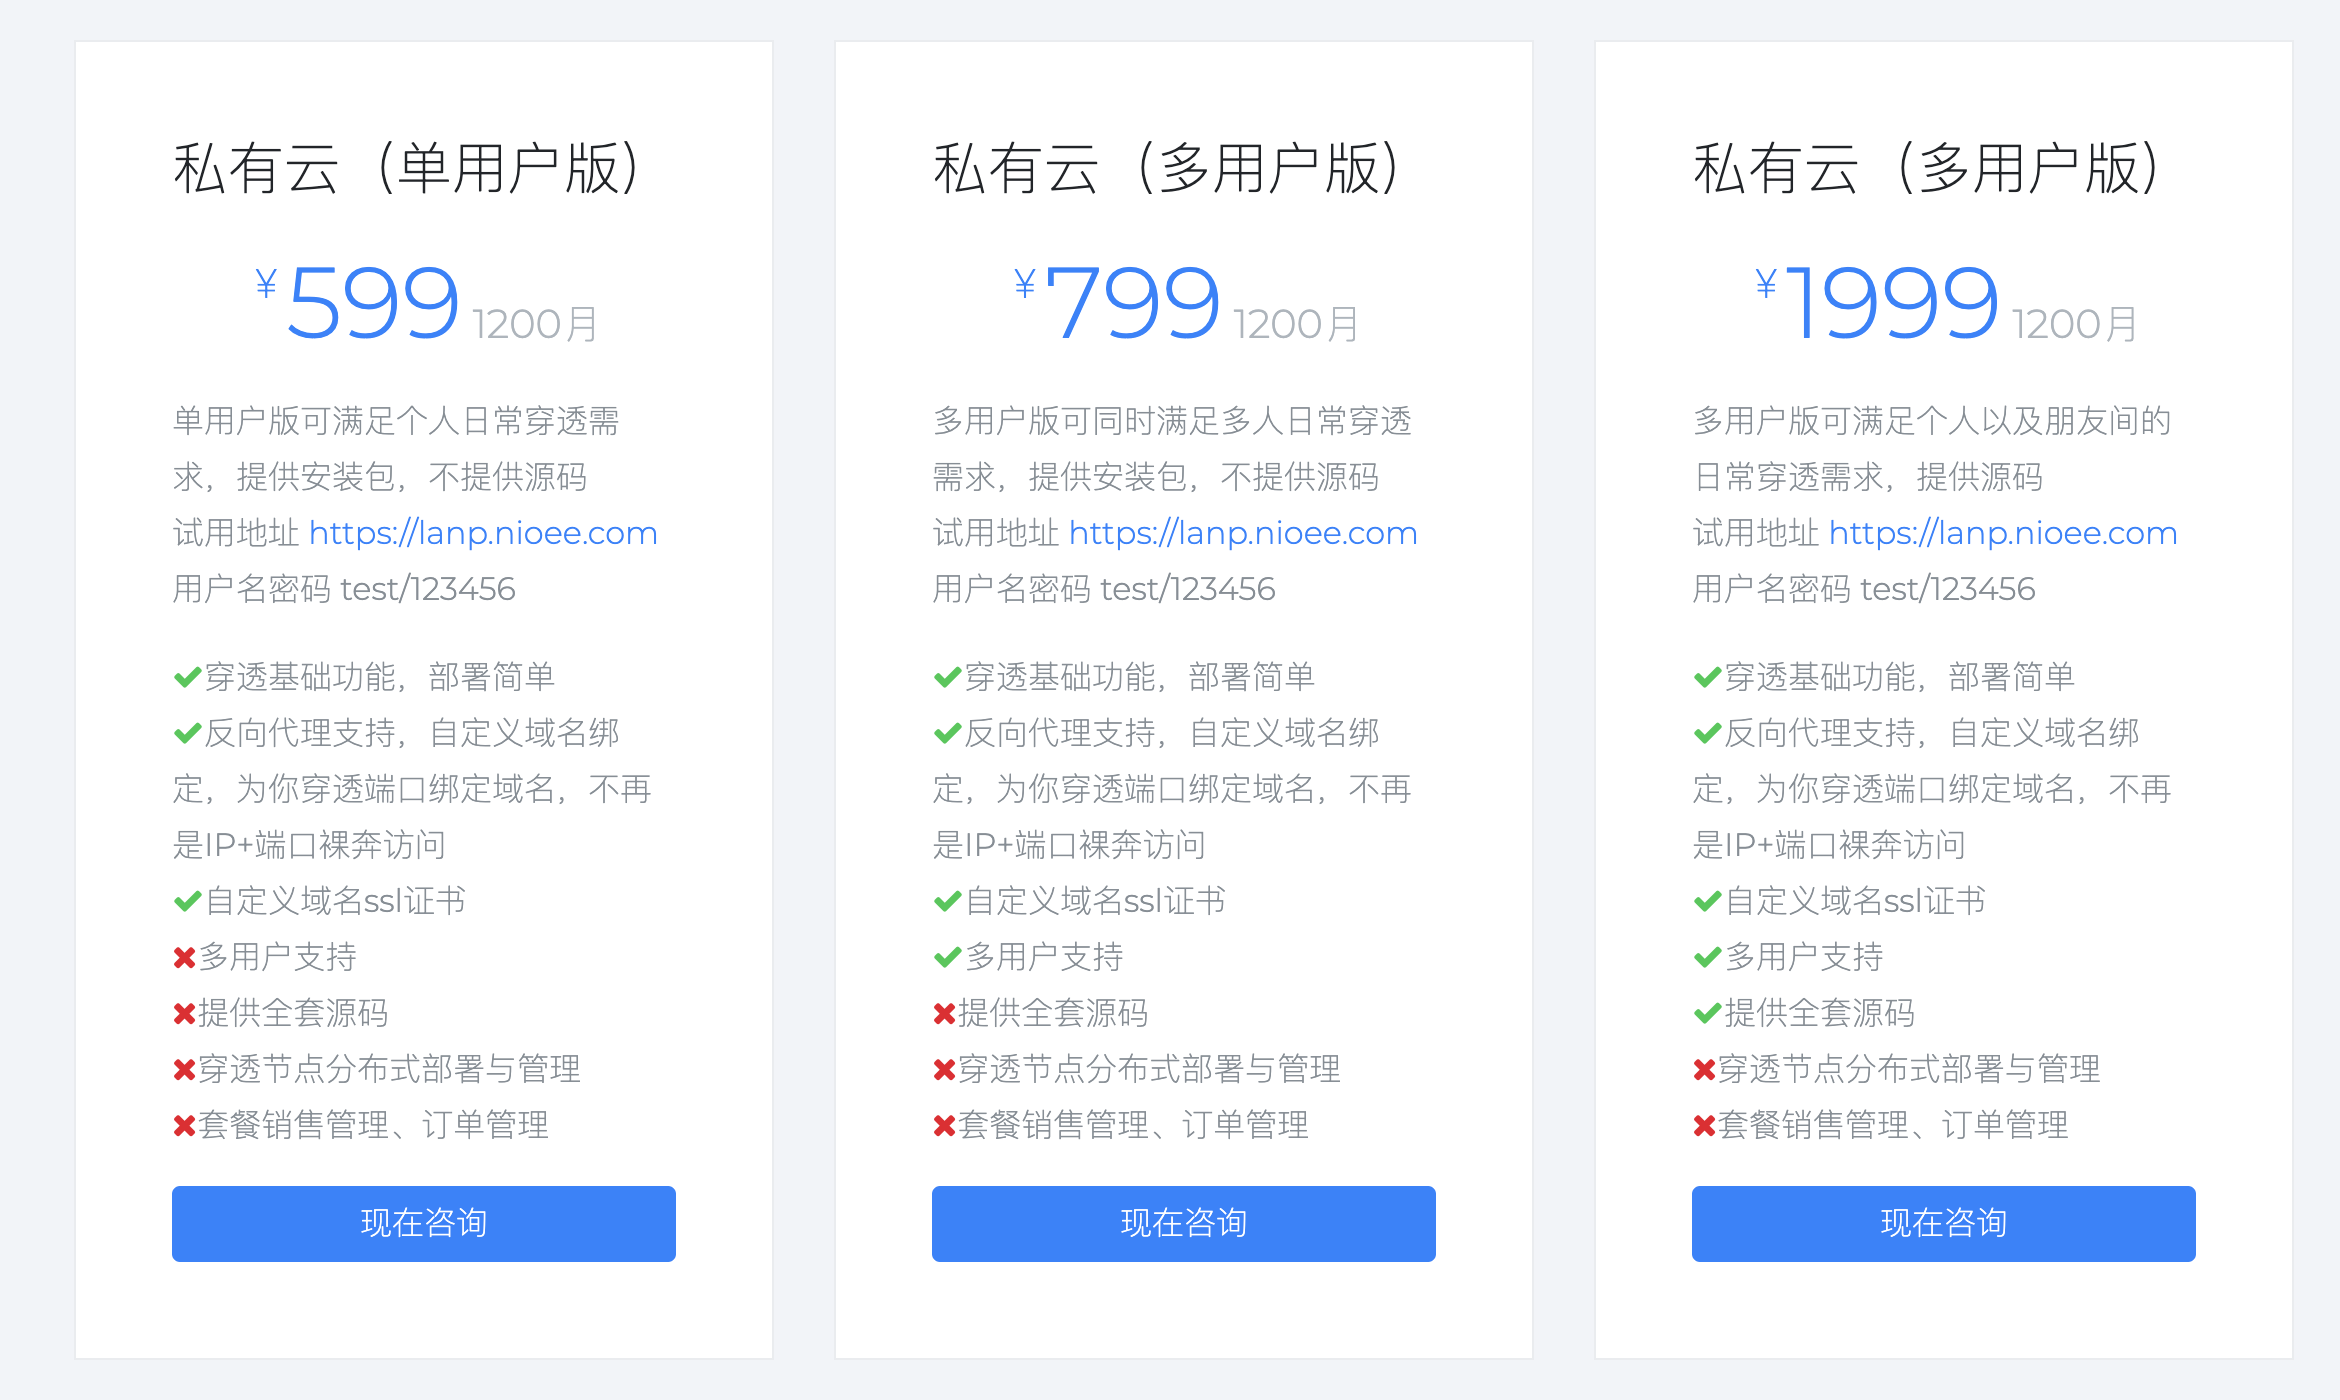 私有云（单用户版）
¥599 1200月
单用户版可满足个人日常穿透需
求，提供安装包，不提供源码
试用地址 https://lanp.nioee.com
用户名密码 test/123456
穿透基础功能，部署简单
反向代理支持，自定义域名绑
定，为你穿透端口绑定域名，不再
是IP+端口裸奔访问
自定义域名ssl证书
多用户支持
提供全套源码
穿透节点分布式部署与管理
套餐销售管理、订单管理
现在咨询
私有云（多用户版）
¥799 1200月
多用户版可同时满足多人日常穿透
需求，提供安装包，不提供源码
试用地址 https://lanp.nioee.com
用户名密码 test/123456
穿透基础功能，部署简单
反向代理支持，自定义域名绑
定，为你穿透端口绑定域名，不再
是IP+端口裸奔访问
自定义域名ssl证书
多用户支持
提供全套源码
穿透节点分布式部署与管理
套餐销售管理、订单管理
现在咨询
私有云（多用户版）
¥1999 1200月
多用户版可满足个人以及朋友间的
日常穿透需求，提供源码
试用地址 https://lanp.nioee.com
用户名密码 test/123456
穿透基础功能，部署简单
反向代理支持，自定义域名绑
定，为你穿透端口绑定域名，不再
是IP+端口裸奔访问
自定义域名ssl证书
多用户支持
提供全套源码
穿透节点分布式部署与管理
套餐销售管理、订单管理
现在咨询